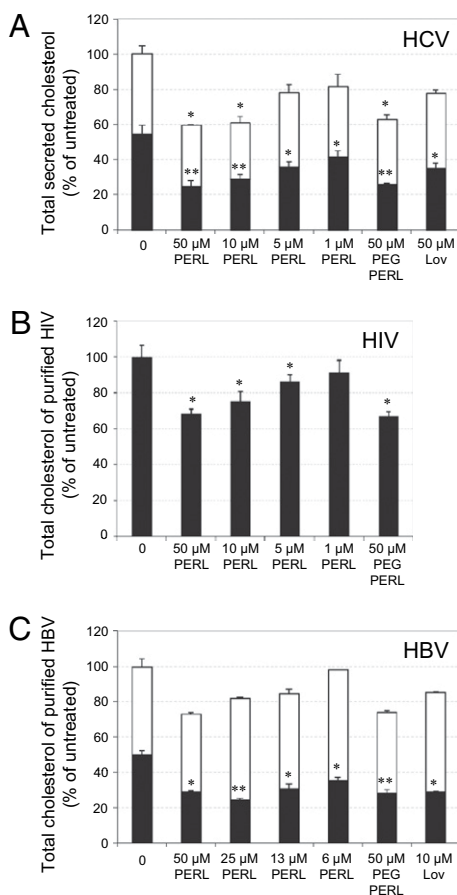 A
HCV
Total secreted cholesterol
(% of untreated)
120
100
80
60
40
20
0
*
*
*
**
**
*
*
**
*
0
50 µM
PERL
10 µM
PERL
5 µM
PERL
1 µM
PERL
50 µM
PEG
PERL
50 µM
Lov
B
HIV
Total cholesterol of purified HIV
(% of untreated)
120
100
80
60
40
20
0
*
*
*
*
0
50 µM
PERL
10 µM
PERL
5 µM
PERL
1 µM
PERL
50 µM
PEG
PERL
C
HBV
Total cholesterol of purified HBV
(% of untreated)
120
100
80
60
40
20
0
*
**
*
*
**
*
0
50 µM
PERL
25 µM
PERL
13 µM
PERL
6 µM
PERL
50 µM
PEG
PERL
10 µM
Lov